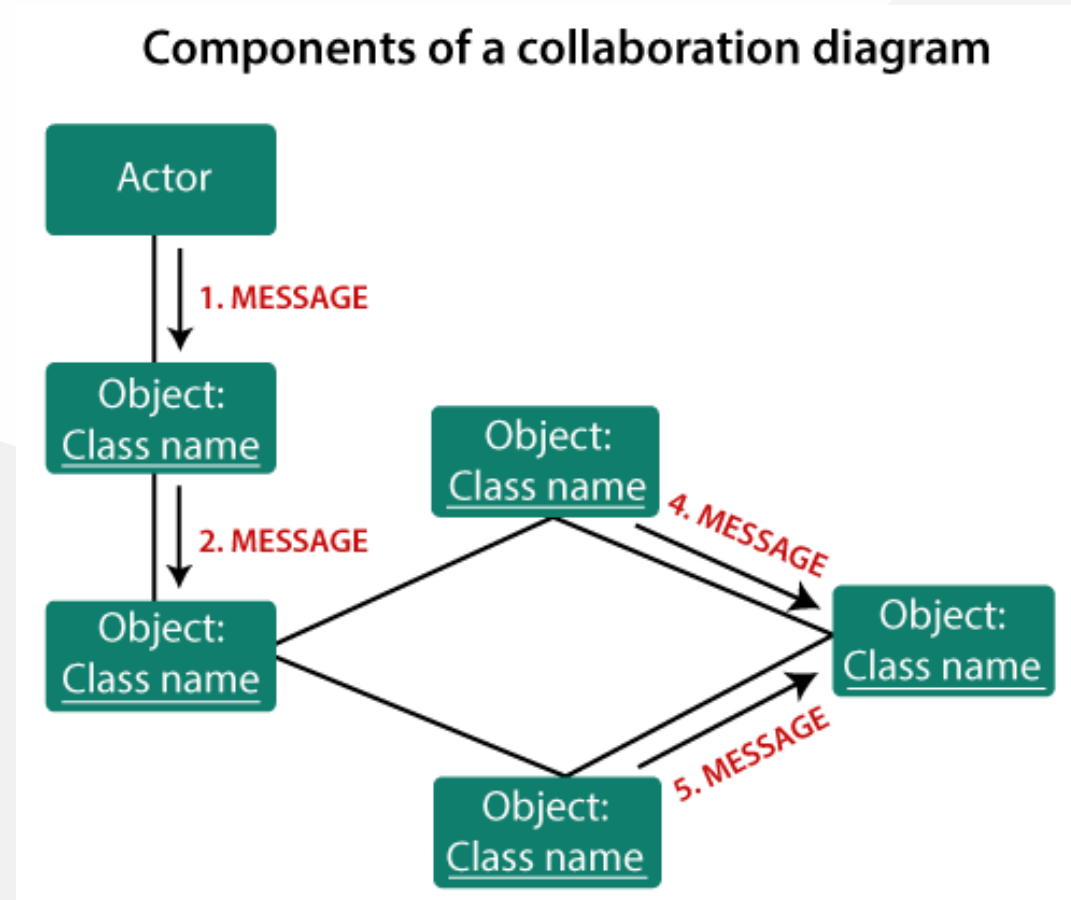 Components of a collaboration diagram
Actor
1. MESSAGE
Object:
Class name
2. MESSAGE
Object:
Class name
Object:
Class name
4. MESSAGE
Object:
Class name
5. MESSAGE
Object:
Class name